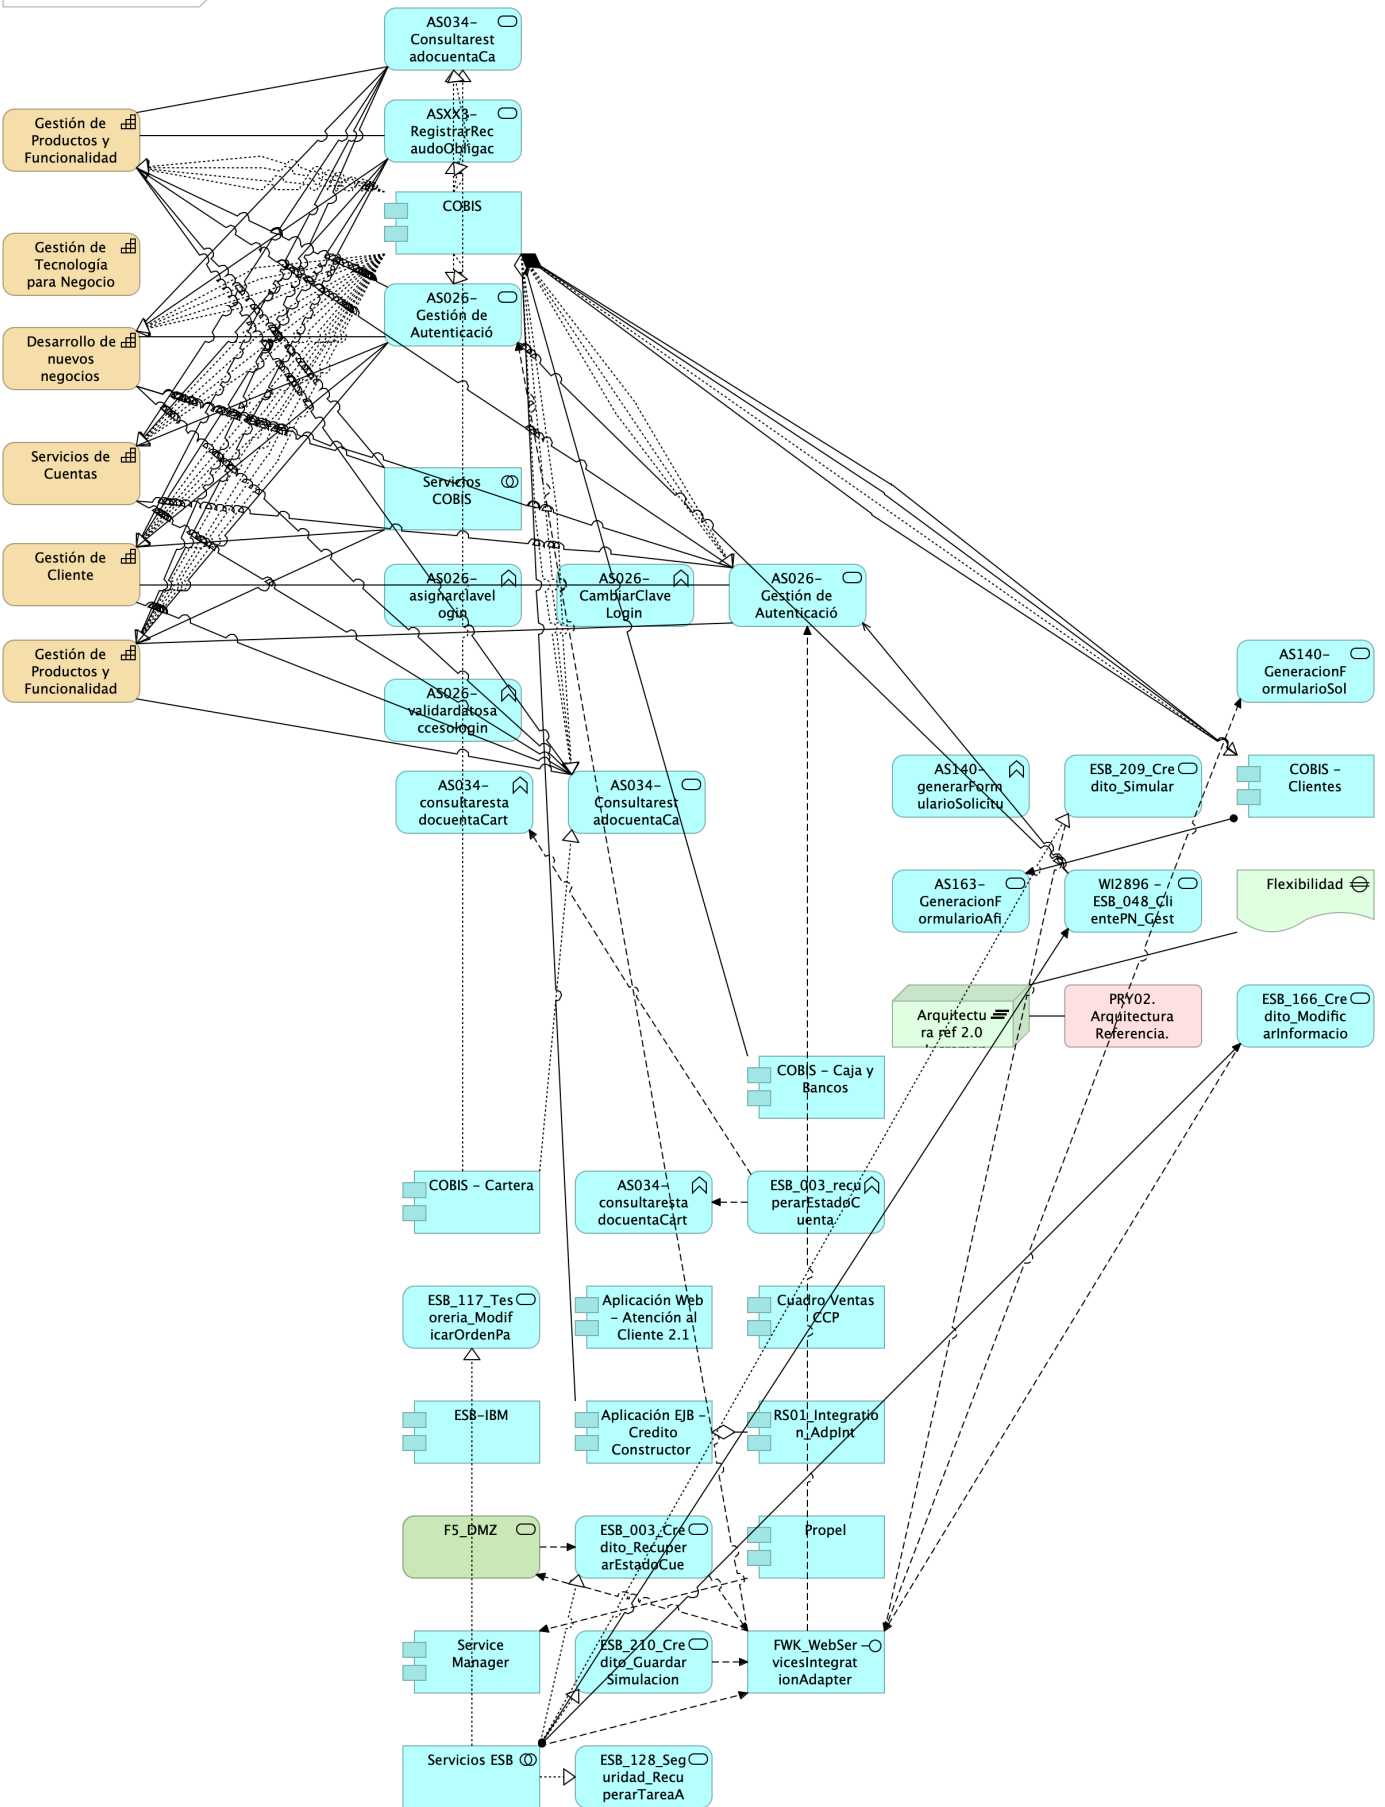 AS034-
Consultarest
adocuentaCa
Gestión de
Productos y
Funcionalidad
ASXX3-
RegistrarRec
audoObligac
COBIS
Gestión de
Tecnología
para Negocio
AS026-
Gestión de
Autenticació
Desarrollo de
nuevos
negocios
Servicios de
Cuentas
Servicios
COBIS
Gestión de
Cliente
AS026-
asignarclavel
ogin
AS026-
CambiarClave
Login
AS026-
Gestión de
Autenticació
Gestión de
Productos y
Funcionalidad
AS140-
GeneracionF
ormularioSol
AS026-
validardatosa
ccesologin
AS034-
consultaresta
docuentaCart
AS034-
Consultarest
adocuentaCa
AS140-
generarForm
ularioSolicitu
ESB_209_Cre
dito_Simular
COBIS -
Clientes
AS163-
GeneracionF
ormularioAfi
WI2896 -
ESB_048_Cli
entePN_Gest
Flexibilidad
Arquitectu
ra ref 2.0
PRY02.
Arquitectura
Referencia.
ESB_166_Cre
dito_Modific
arInformacio
COBIS - Caja y
Bancos
COBIS - Cartera
AS034-
consultaresta
docuentaCart
ESB_003_recu
perarEstadoC
uenta
ESB_117_Tes
oreria_Modif
icarOrdenPa
Aplicación Web
- Atención al
Cliente 2.1
Cuadro Ventas
CCP
ESB-IBM
Aplicación EJB -
Credito
Constructor
RS01_Integratio
n_AdpInt
F5_DMZ
ESB_003_Cre
dito_Recuper
arEstadoCue
Propel
Service
Manager
ESB_210_Cre
dito_Guardar
Simulacion
FWK_WebSer
vicesIntegrat
ionAdapter
Servicios ESB
ESB_128_Seg
uridad_Recu
perarTareaA